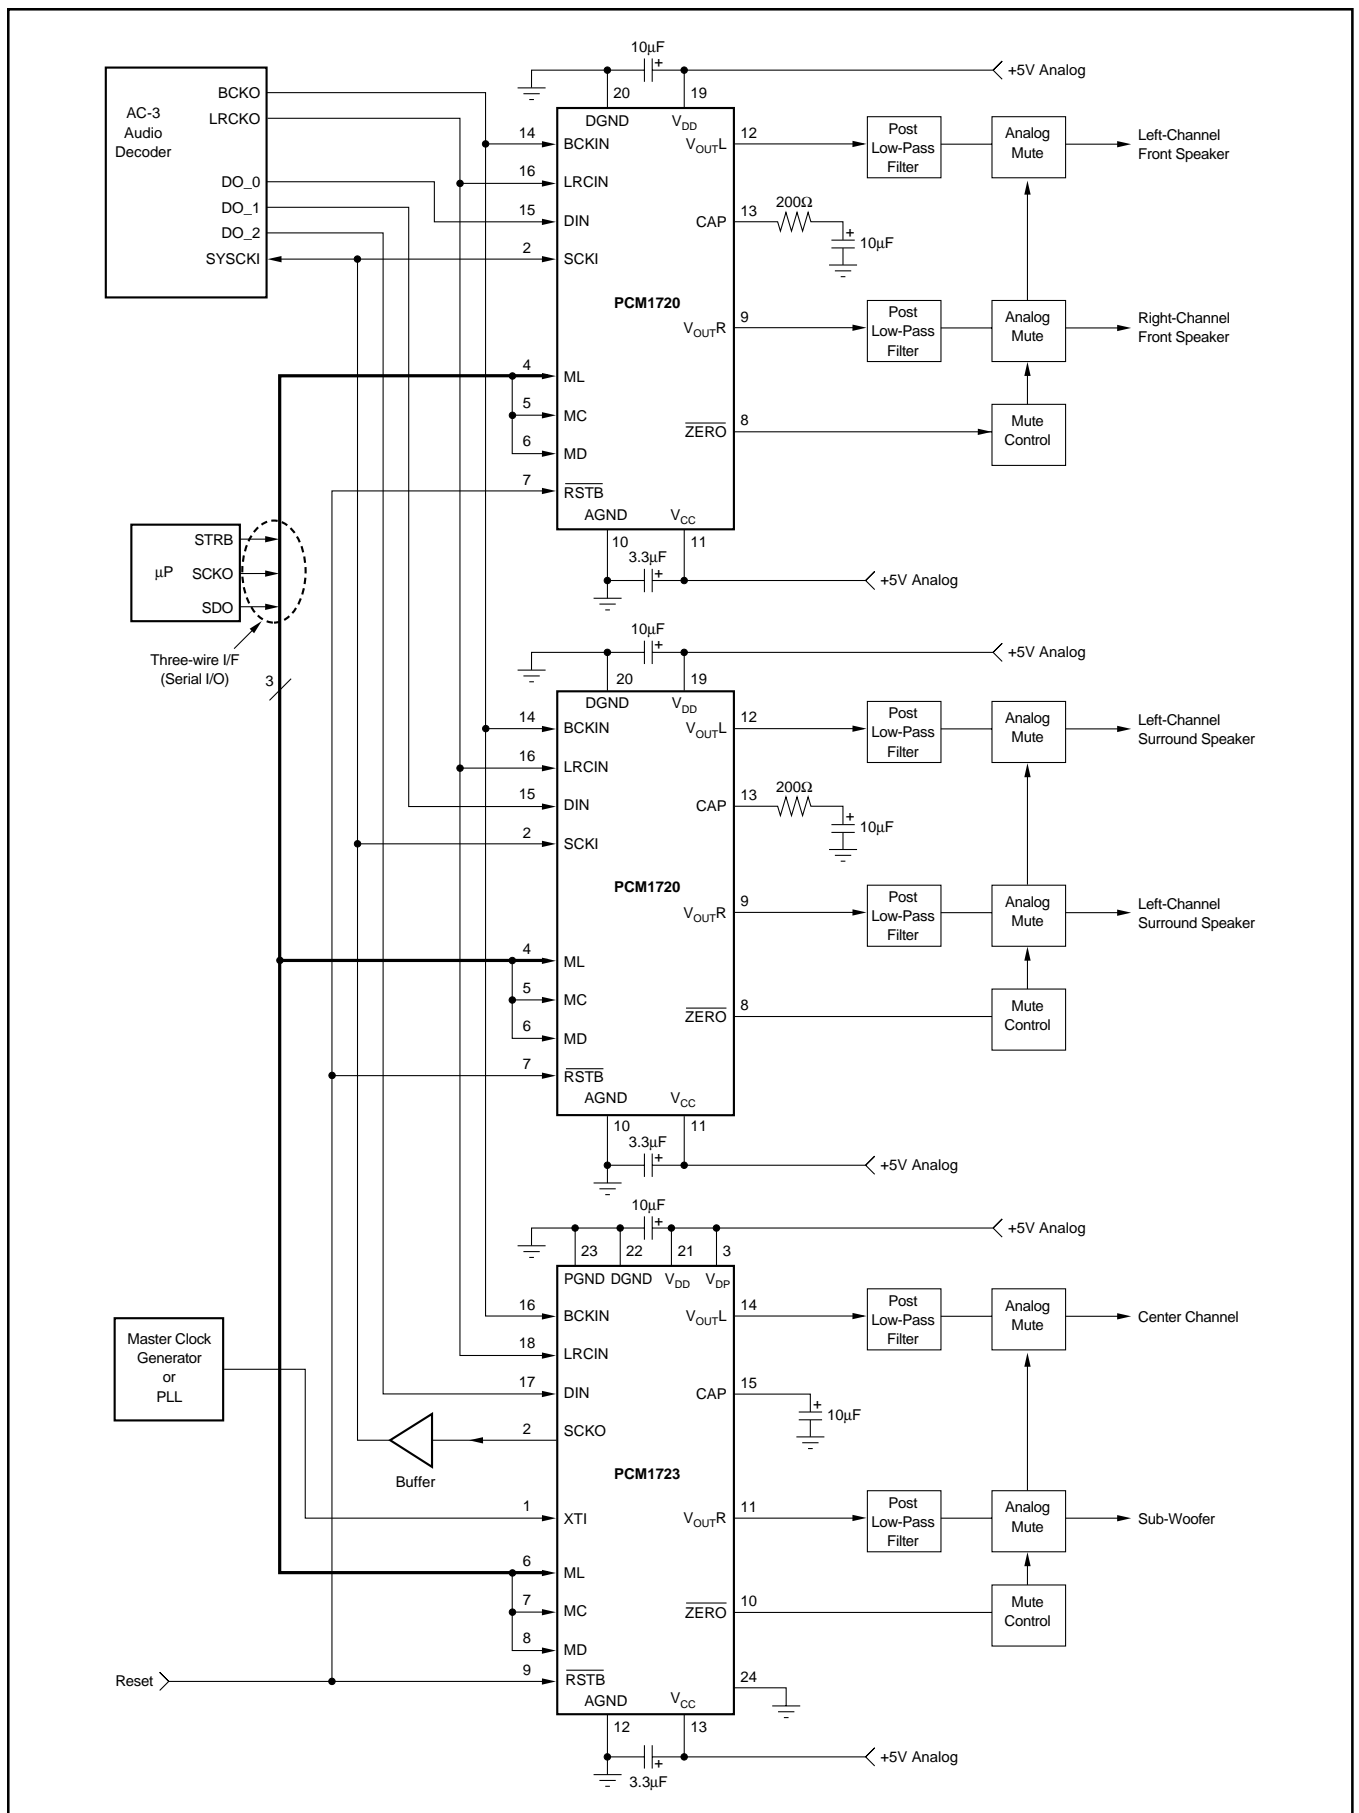 AC-3
Audio
Decoder
BCKO
LRCKO
DO_0
DO_1
DO_2
SYSCKI
10µF
+
+5V Analog
20
19
DGND
VDD
14
BCKIN
16
LRCIN
15
DIN
2
SCKI
PCM1720
4
ML
5
MC
6
MD
7
RSTB
AGND
VCC
10
11
3.3µF
+
+5V Analog
VOUTL
12
Post
Low-Pass
Filter
Analog
Mute
Left-Channel
Front Speaker
CAP
13
200Ω
+
10µF
VOUTR
9
Post
Low-Pass
Filter
Analog
Mute
Right-Channel
Front Speaker
ZERO
8
Mute
Control
µP
STRB
SCKO
SDO
Three-wire I/F
(Serial I/O)
3
10µF
+
+5V Analog
20
19
DGND
VDD
14
BCKIN
16
LRCIN
15
DIN
2
SCKI
PCM1720
4
ML
5
MC
6
MD
7
RSTB
AGND
VCC
10
11
3.3µF
+
+5V Analog
VOUTL
12
Post
Low-Pass
Filter
Analog
Mute
Left-Channel
Surround Speaker
CAP
13
200Ω
+
10µF
VOUTR
9
Post
Low-Pass
Filter
Analog
Mute
Left-Channel
Surround Speaker
ZERO
8
Mute
Control
10µF
+
+5V Analog
23
22
21
3
PGND
DGND
VDD
VDP
Master Clock
Generator
or
PLL
16
BCKIN
18
LRCIN
17
DIN
2
SCKO
Buffer
PCM1723
1
XTI
6
ML
7
MC
8
MD
Reset
9
RSTB
AGND
VCC
12
13
3.3µF
+
+5V Analog
VOUTL
14
Post
Low-Pass
Filter
Analog
Mute
Center Channel
CAP
15
+
10µF
VOUTR
11
Post
Low-Pass
Filter
Analog
Mute
Sub-Woofer
ZERO
10
Mute
Control
24